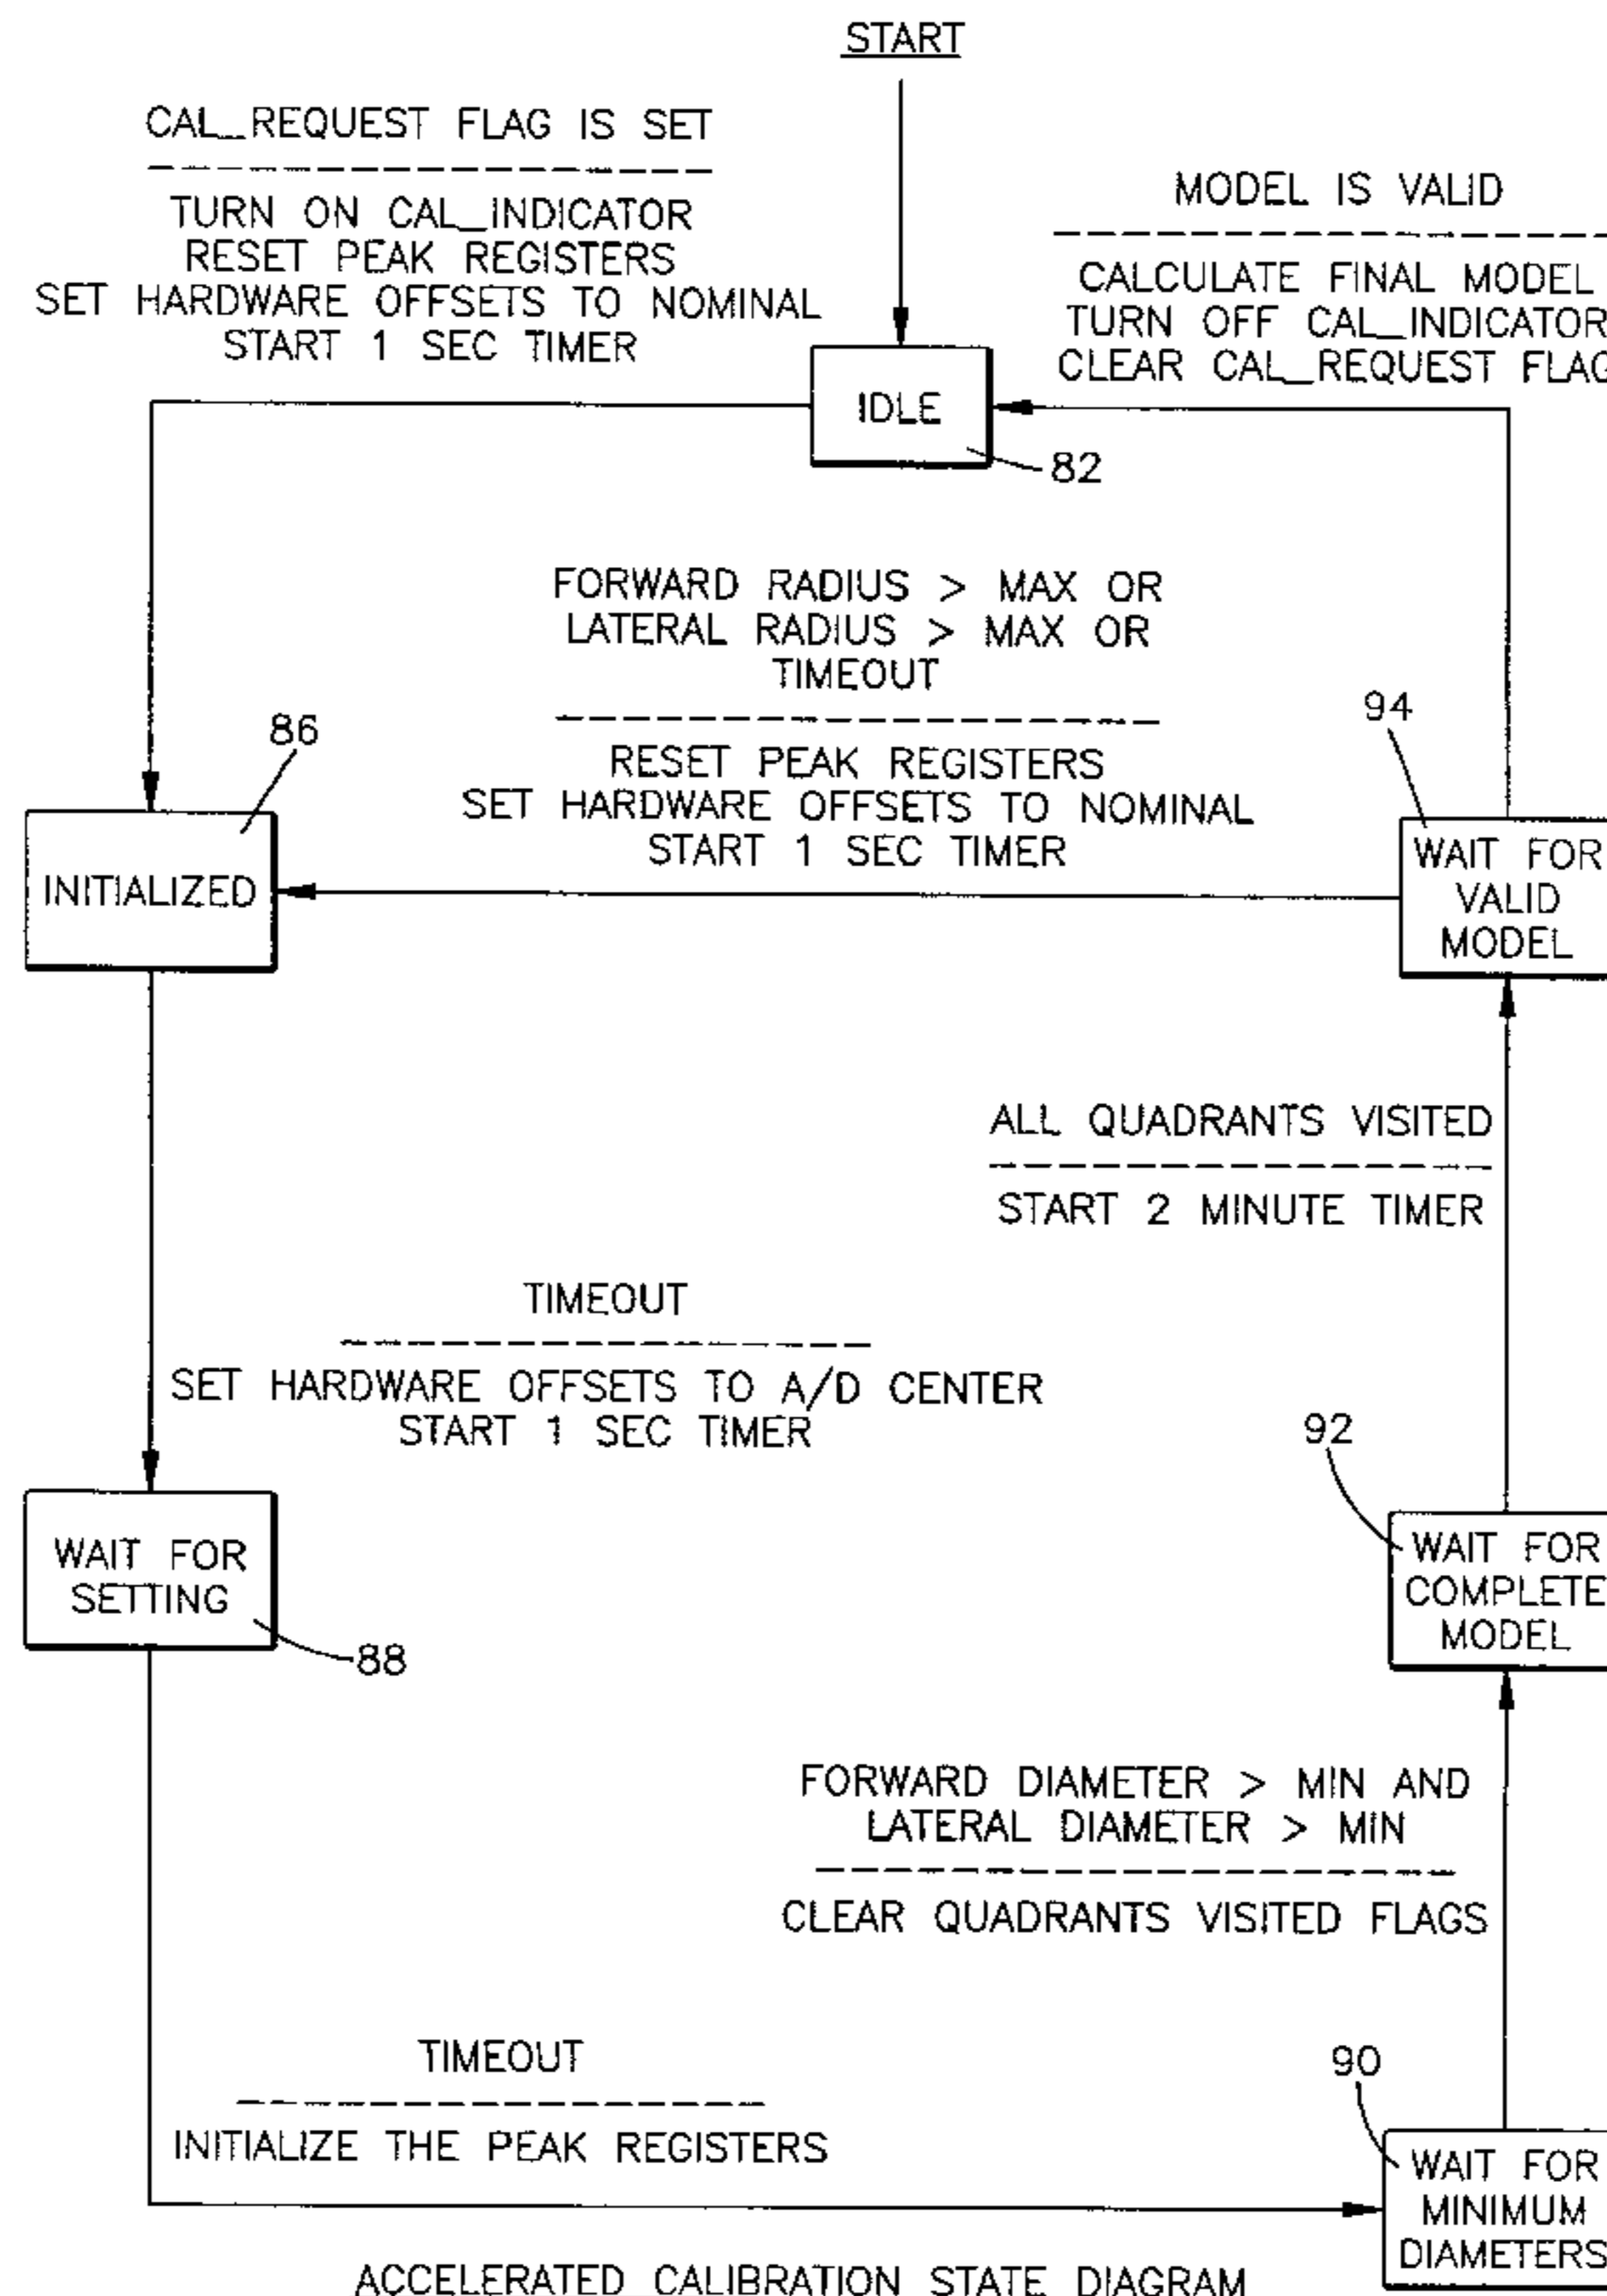 START
CAL_REQUEST FLAG IS SET
TURN ON CAL_INDICATOR
RESET PEAK REGISTERS
SET HARDWARE OFFSETS TO NOMINAL
START 1 SEC TIMER
MODEL IS VALID
CALCULATE FINAL MODEL
TURN OFF CAL_INDICATOR
CLEAR CAL_REQUEST FLAG
IDLE
82
FORWARD RADIUS > MAX OR
LATERAL RADIUS > MAX OR
TIMEOUT
RESET PEAK REGISTERS
SET HARDWARE OFFSETS TO NOMINAL
START 1 SEC TIMER
86
INITIALIZED
94
WAIT FOR
VALID
MODEL
ALL QUADRANTS VISITED
START 2 MINUTE TIMER
TIMEOUT
SET HARDWARE OFFSETS TO A/D CENTER
START 1 SEC TIMER
WAIT FOR
SETTING
88
92
WAIT FOR
COMPLETE
MODEL
FORWARD DIAMETER > MIN AND
LATERAL DIAMETER > MIN
CLEAR QUADRANTS VISITED FLAGS
TIMEOUT
INITIALIZE THE PEAK REGISTERS
90
WAIT FOR
MINIMUM
DIAMETERS
ACCELERATED CALIBRATION STATE DIAGRAM